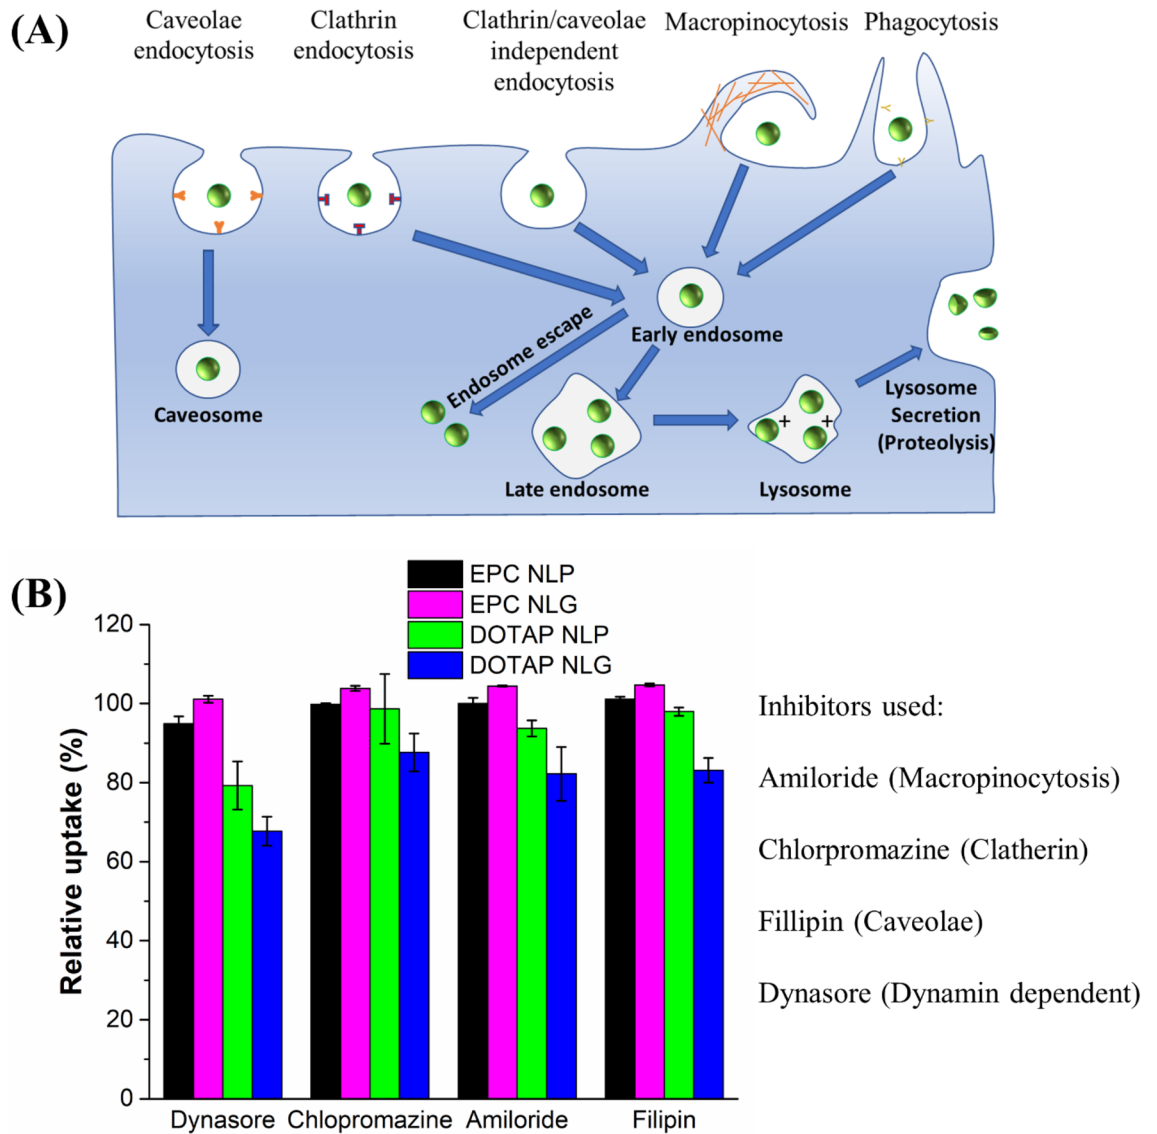 (A)
Caveolae
endocytosis
Clathrin
endocytosis
Clathrin/caveolae
independent
endocytosis
Macropinocytosis
Phagocytosis
Early endosome
Endosome escape
Caveosome
Late endosome
+ +
Lysosome
Lysosome
Secretion
(Proteolysis)
(B)
EPC NLP
EPC NLG
DOTAP NLP
DOTAP NLG
Relative uptake (%)
120
100
80
60
40
20
0
Dynasore
Chlopromazine
Amiloride
Filipin
Inhibitors used:
Amiloride (Macropinocytosis)
Chlorpromazine (Clatherin)
Fillipin (Caveolae)
Dynasore (Dynamin dependent)